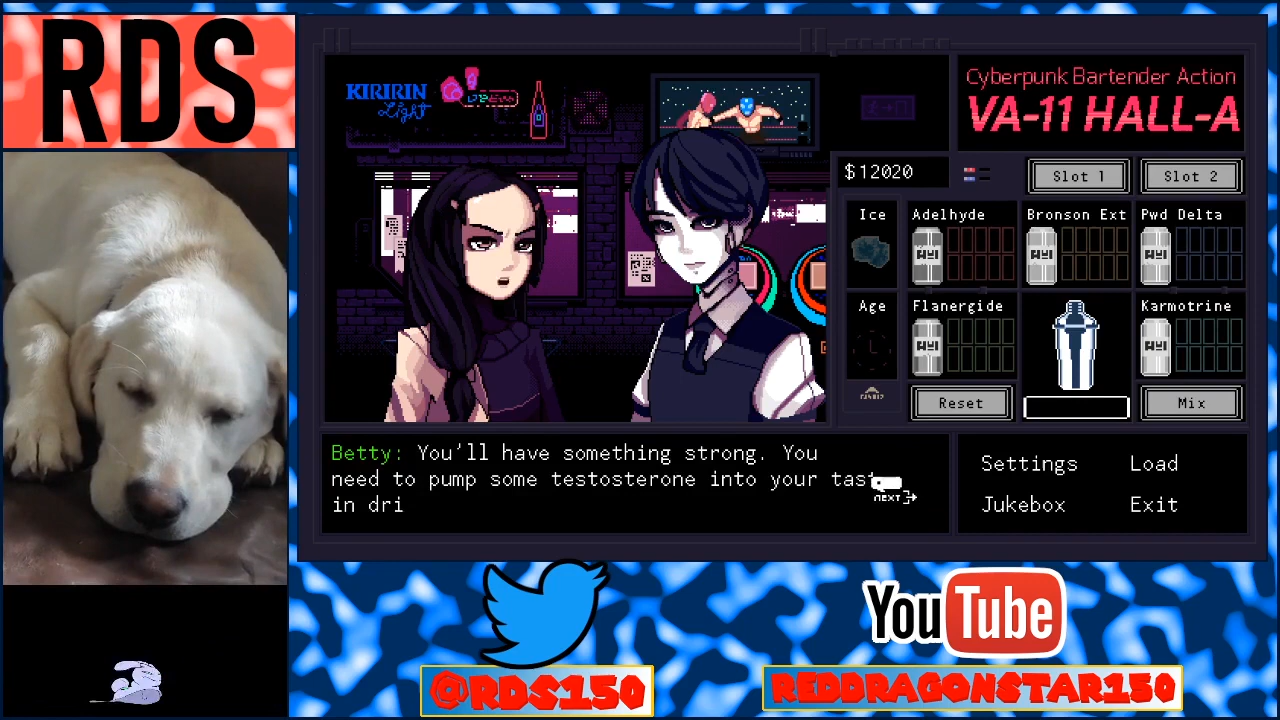 RDS
KIRIRIN
Light
Cyberpunk Bartender Action
VA-11 HALL-A
$12020
Slot 1
Slot 2
Ice
Adelhyde
Bronson Ext
Pwd Delta
Age
Flanergide
Karmotrine
Reset
Mix
Betty: You'll have something strong. You
need to pump some testosterone into your tast
in dri
NEXT
Settings
Load
Jukebox
Exit
YouTube
@RDS150
REDDRAGONSTAR150